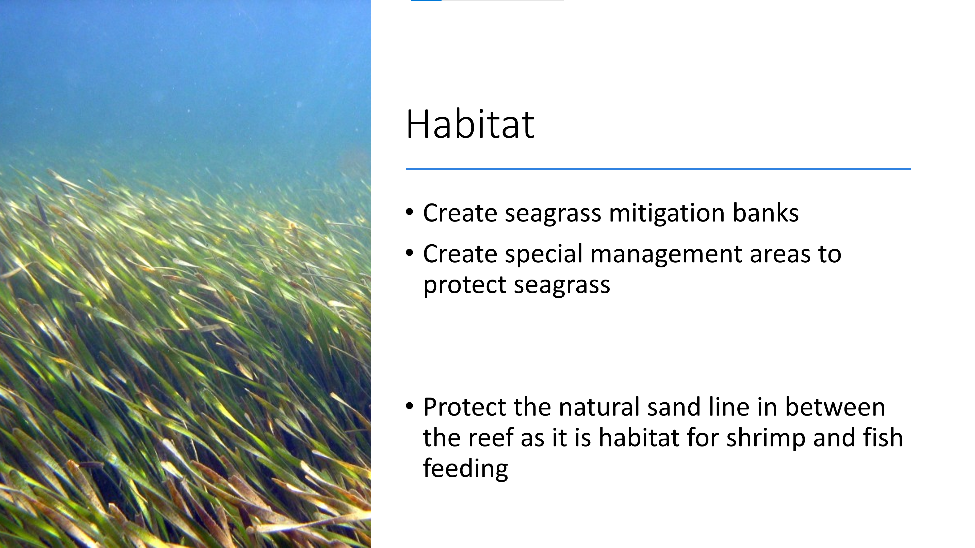 Habitat
• Create seagrass mitigation banks
• Create special management areas to
protect seagrass
• Protect the natural sand line in between
the reef as it is habitat for shrimp and fish
feeding